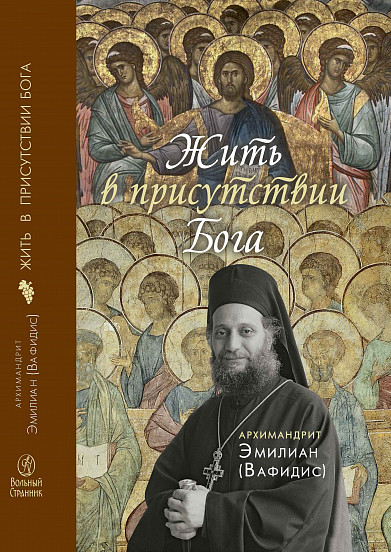 Жить
в присутствии
Бога
АРХИМАНДРИТ
ЭМИЛИАН
(ВАФИДИС)
АРХИМАНДРИТ
ЭМИЛИАН (ВАФИДИС)
ЖИТЬ В ПРИСУТСТВИИ БОГА
ВОЛЬНЫЙ
СТРАННИК